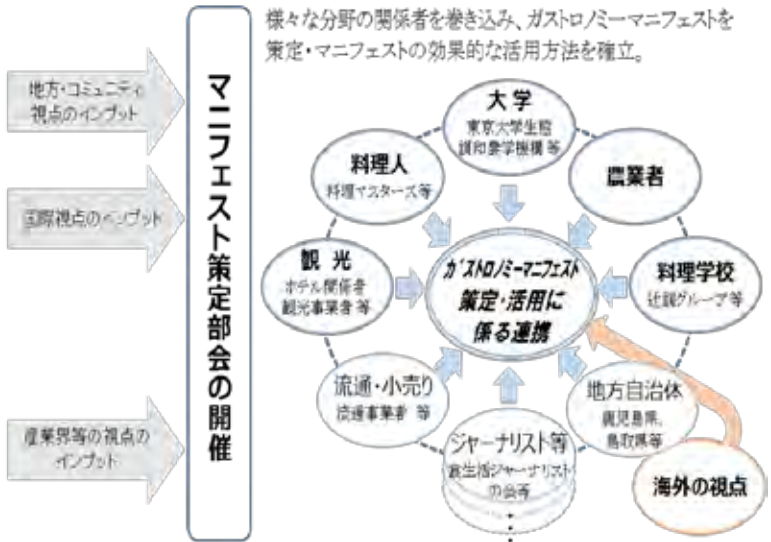 様々な分野の関係者を巻き込み、ガストロノミーマニフェストを
策定・マニフェストの効果的な活用方法を確立。
地方・コミュニティ
視点のインプット
国際視点のインプット
産業界等の視点の
インプット
マニフェスト策定部会の開催
大学
東京大学生態
調和農学機構 等
農業者
料理学校
辻調グループ 等
地方自治体
鹿児島県、
鳥取県等
海外の視点
ジャーナリスト等
食生活ジャーナリスト
の会等
流通・小売り
流通事業者 等
観光
ホテル関係者
観光事業者 等
料理人
料理マスターズ等
ガストロノミーマニフェスト
策定・活用に
係る連携